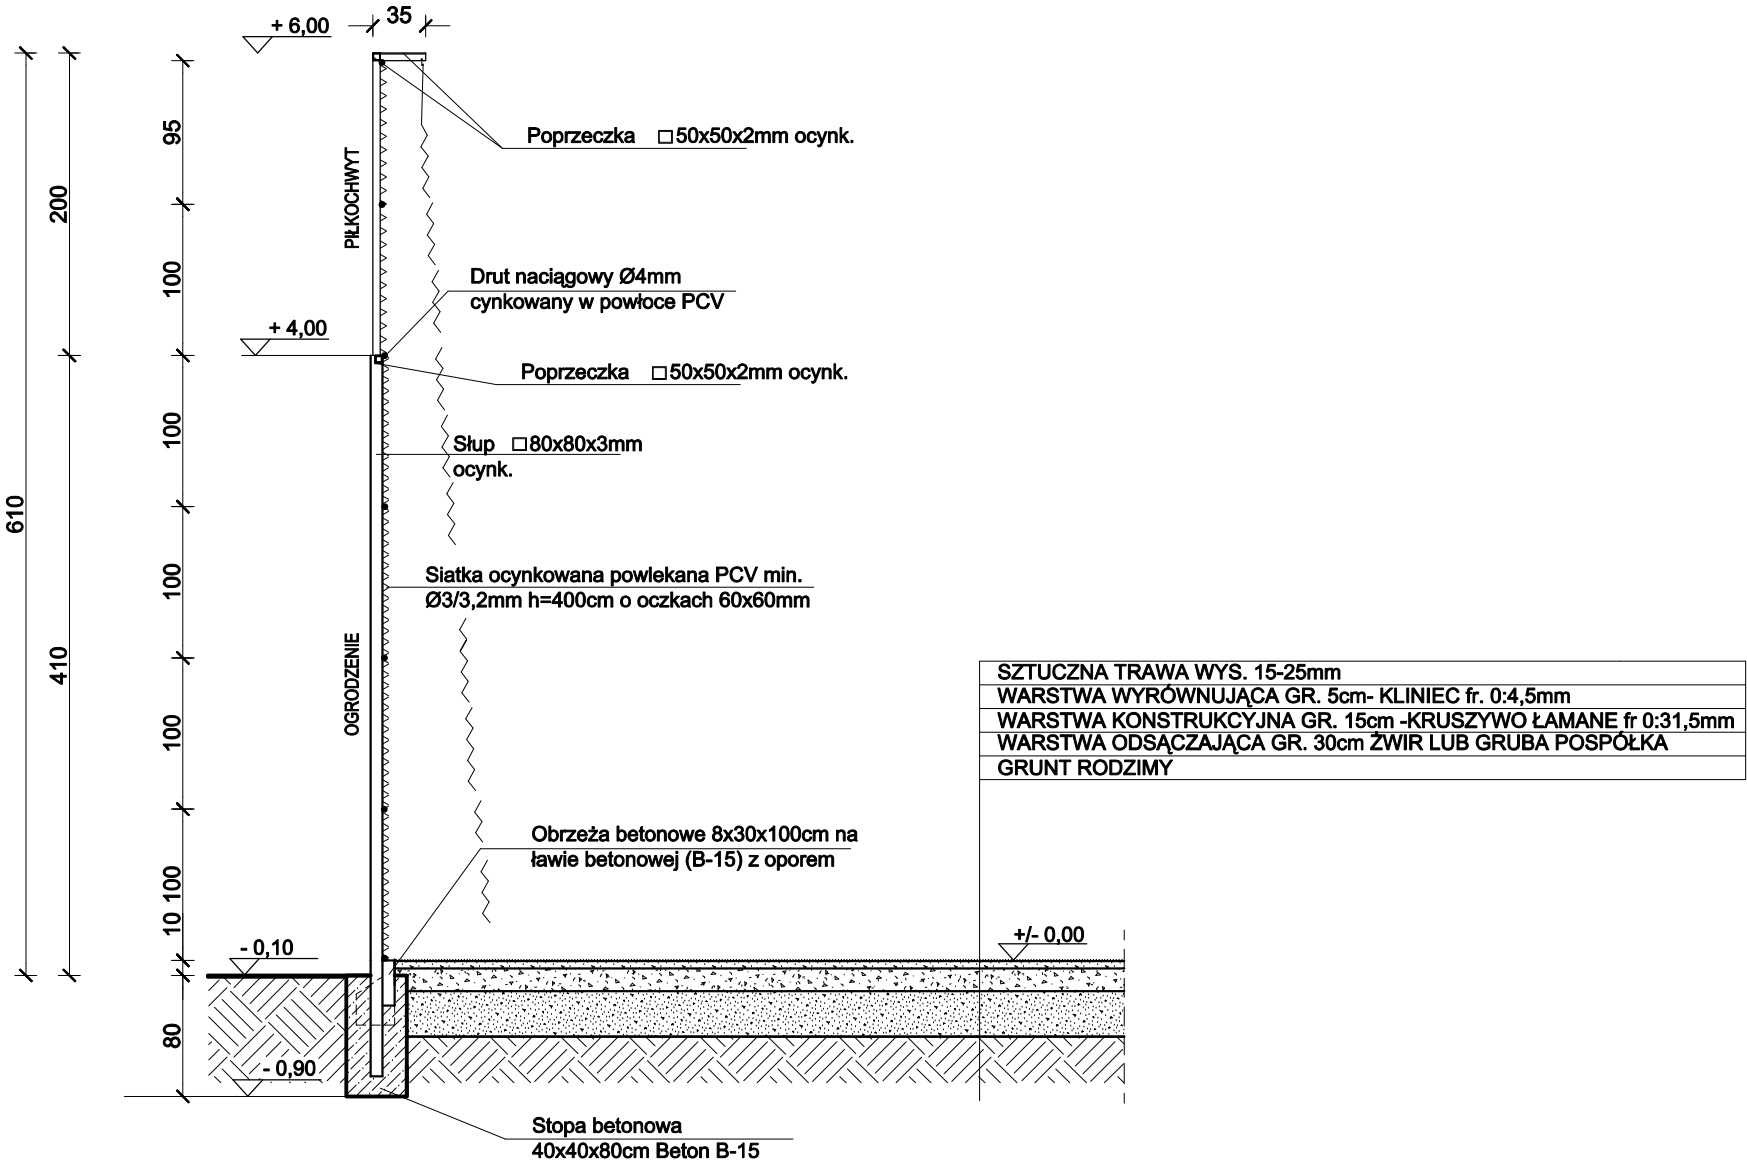 + 6,00
35
95
Poprzeczka □50x50x2mm ocynk.
PIŁKOCHWYT
200
100
Drut naciągowy Ø4mm
cynkowany w powłoce PCV
+ 4,00
Poprzeczka □50x50x2mm ocynk.
100
Słup □80x80x3mm
ocynk.
610
100
Siatka ocynkowana powlekana PCV min.
Ø3/3,2mm h=400cm o oczkach 60x60mm
410
OGRODZENIE
100
SZTUCZNA TRAWA WYS. 15-25mm
WARSTWA WYRÓWNUJĄCA GR. 5cm- KLINIEC fr. 0:4,5mm
WARSTWA KONSTRUKCYJNA GR. 15cm -KRUSZYWO ŁAMANE fr 0:31,5mm
WARSTWA ODSĄCZAJĄCA GR. 30cm ŻWIR LUB GRUBA POSPÓŁKA
GRUNT RODZIMY
Obrzeża betonowe 8x30x100cm na
ławie betonowej (B-15) z oporem
100
10
- 0,10
+/- 0,00
80
- 0,90
Stopa betonowa
40x40x80cm Beton B-15